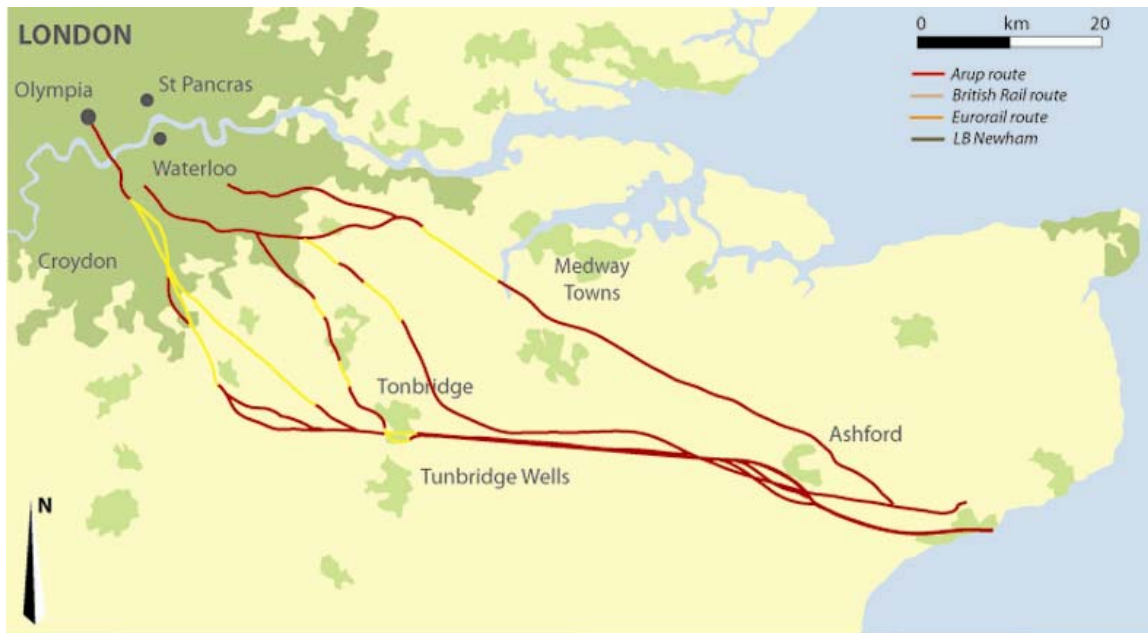 LONDON
Olympia
St Pancras
Waterloo
Croydon
Medway
Towns
Tonbridge
Tunbridge Wells
Ashford
0 km 20
Arup route
British Rail route
Eurorail route
LB Newham
N